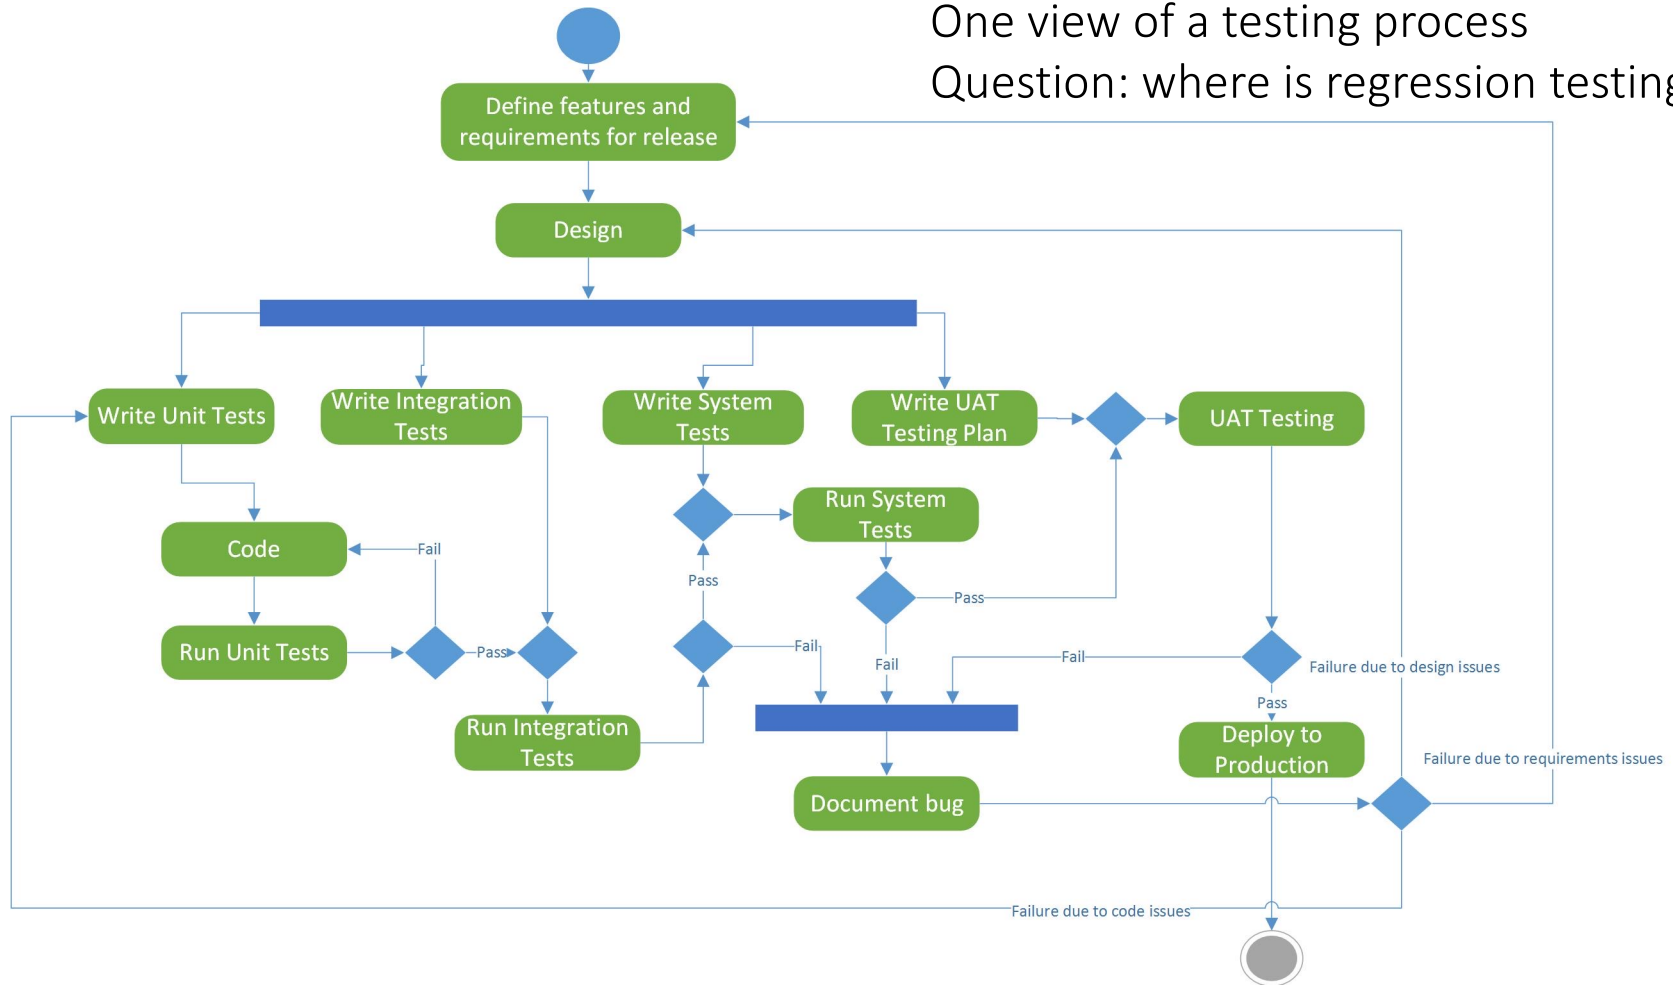 One view of a testing process
Question: where is regression testing
Define features and
requirements for release
Design
Write Unit Tests
Write Integration
Tests
Write System
Tests
Write UAT
Testing Plan
UAT Testing
Run System
Tests
Code
Fail
Pass
Pass
Run Unit Tests
Pass
Fail
Fail
Fail
Failure due to design issues
Pass
Run Integration
Tests
Deploy to
Production
Failure due to requirements issues
Document bug
Failure due to code issues